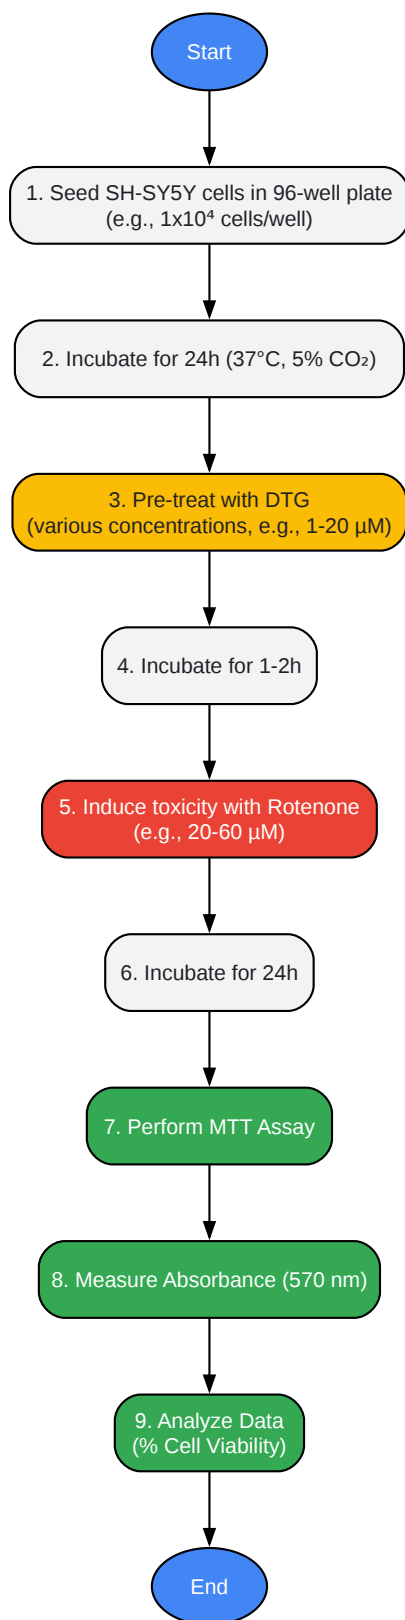 Start
1. Seed SH-SY5Y cells in 96-well plate
(e.g., 1x10⁴ cells/well)
2. Incubate for 24h (37°C, 5% CO₂)
3. Pre-treat with DTG
(various concentrations, e.g., 1-20 µM)
4. Incubate for 1-2h
5. Induce toxicity with Rotenone
(e.g., 20-60 µM)
6. Incubate for 24h
7. Perform MTT Assay
8. Measure Absorbance (570 nm)
9. Analyze Data
(% Cell Viability)
End